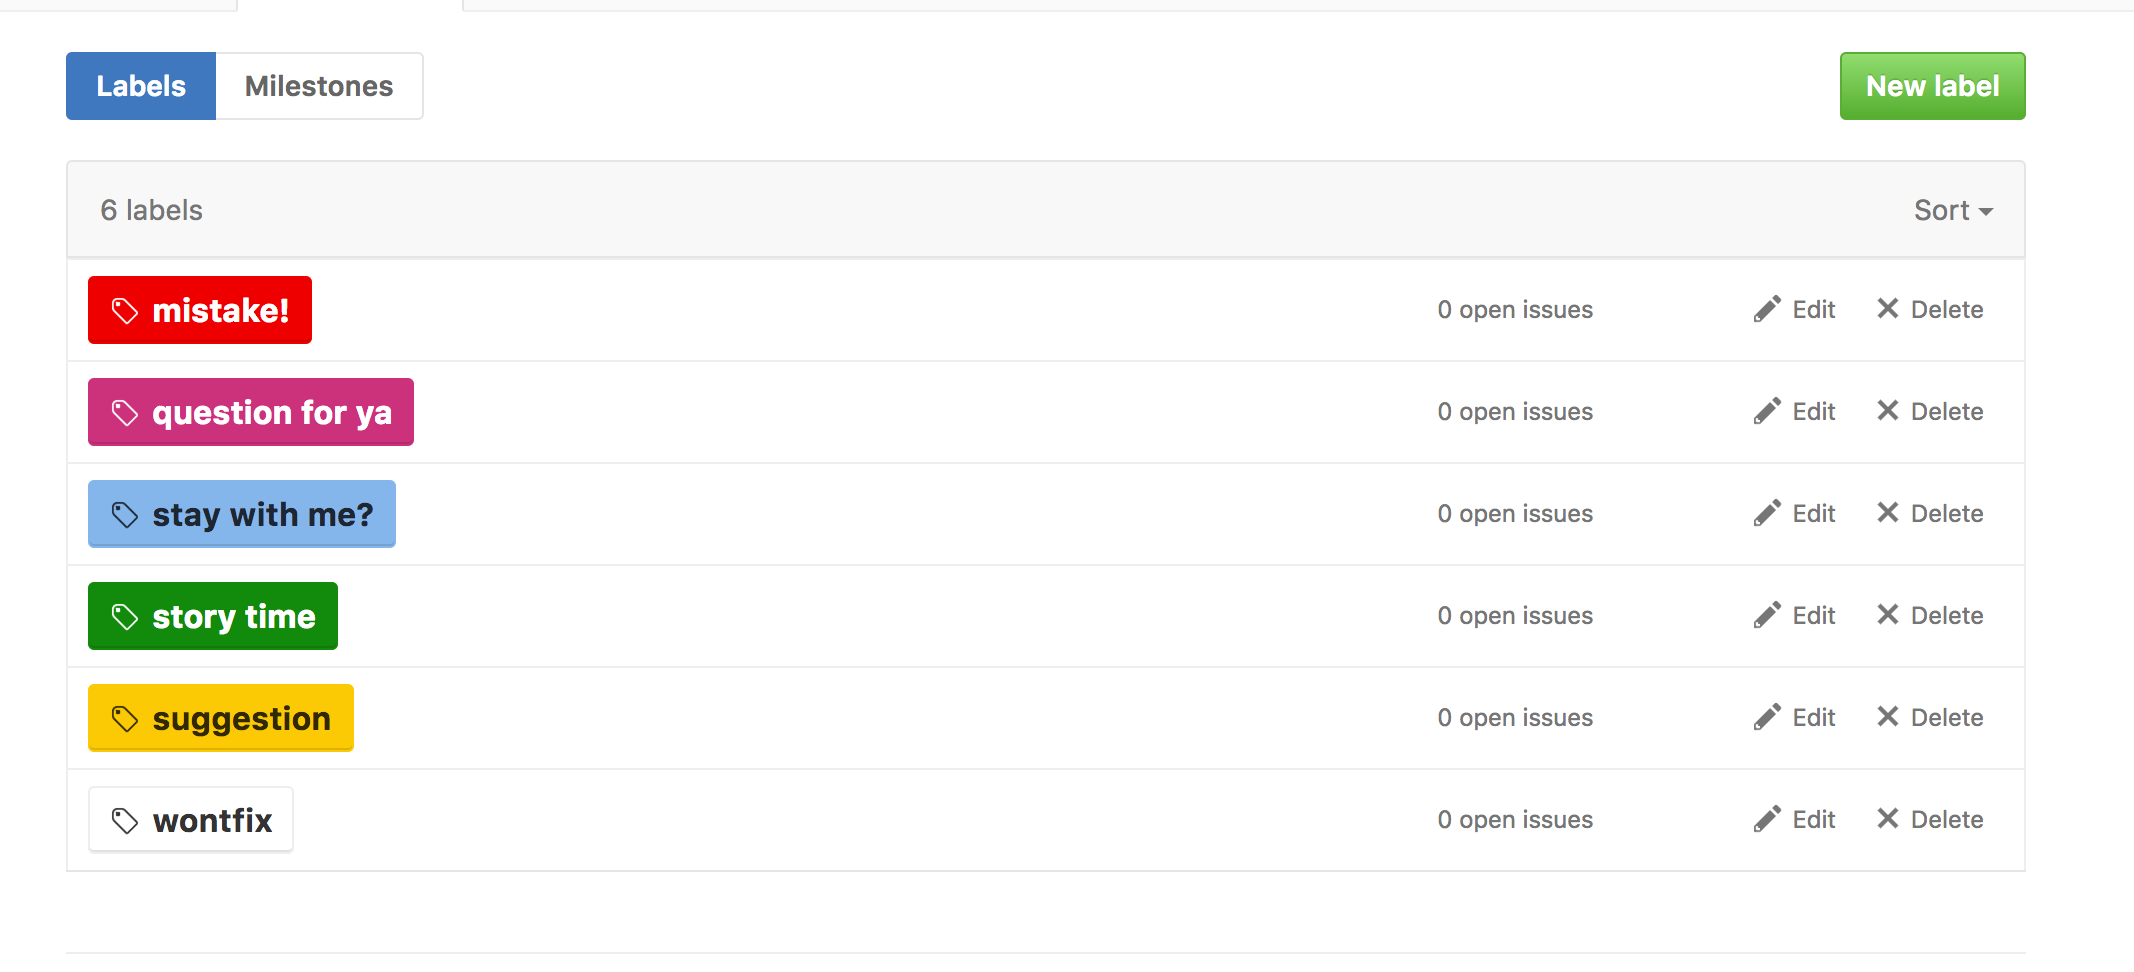 Labels Milestones New label
6 labels Sort
mistake! 0 open issues Edit Delete
question for ya 0 open issues Edit Delete
stay with me? 0 open issues Edit Delete
story time 0 open issues Edit Delete
suggestion 0 open issues Edit Delete
wontfix 0 open issues Edit Delete